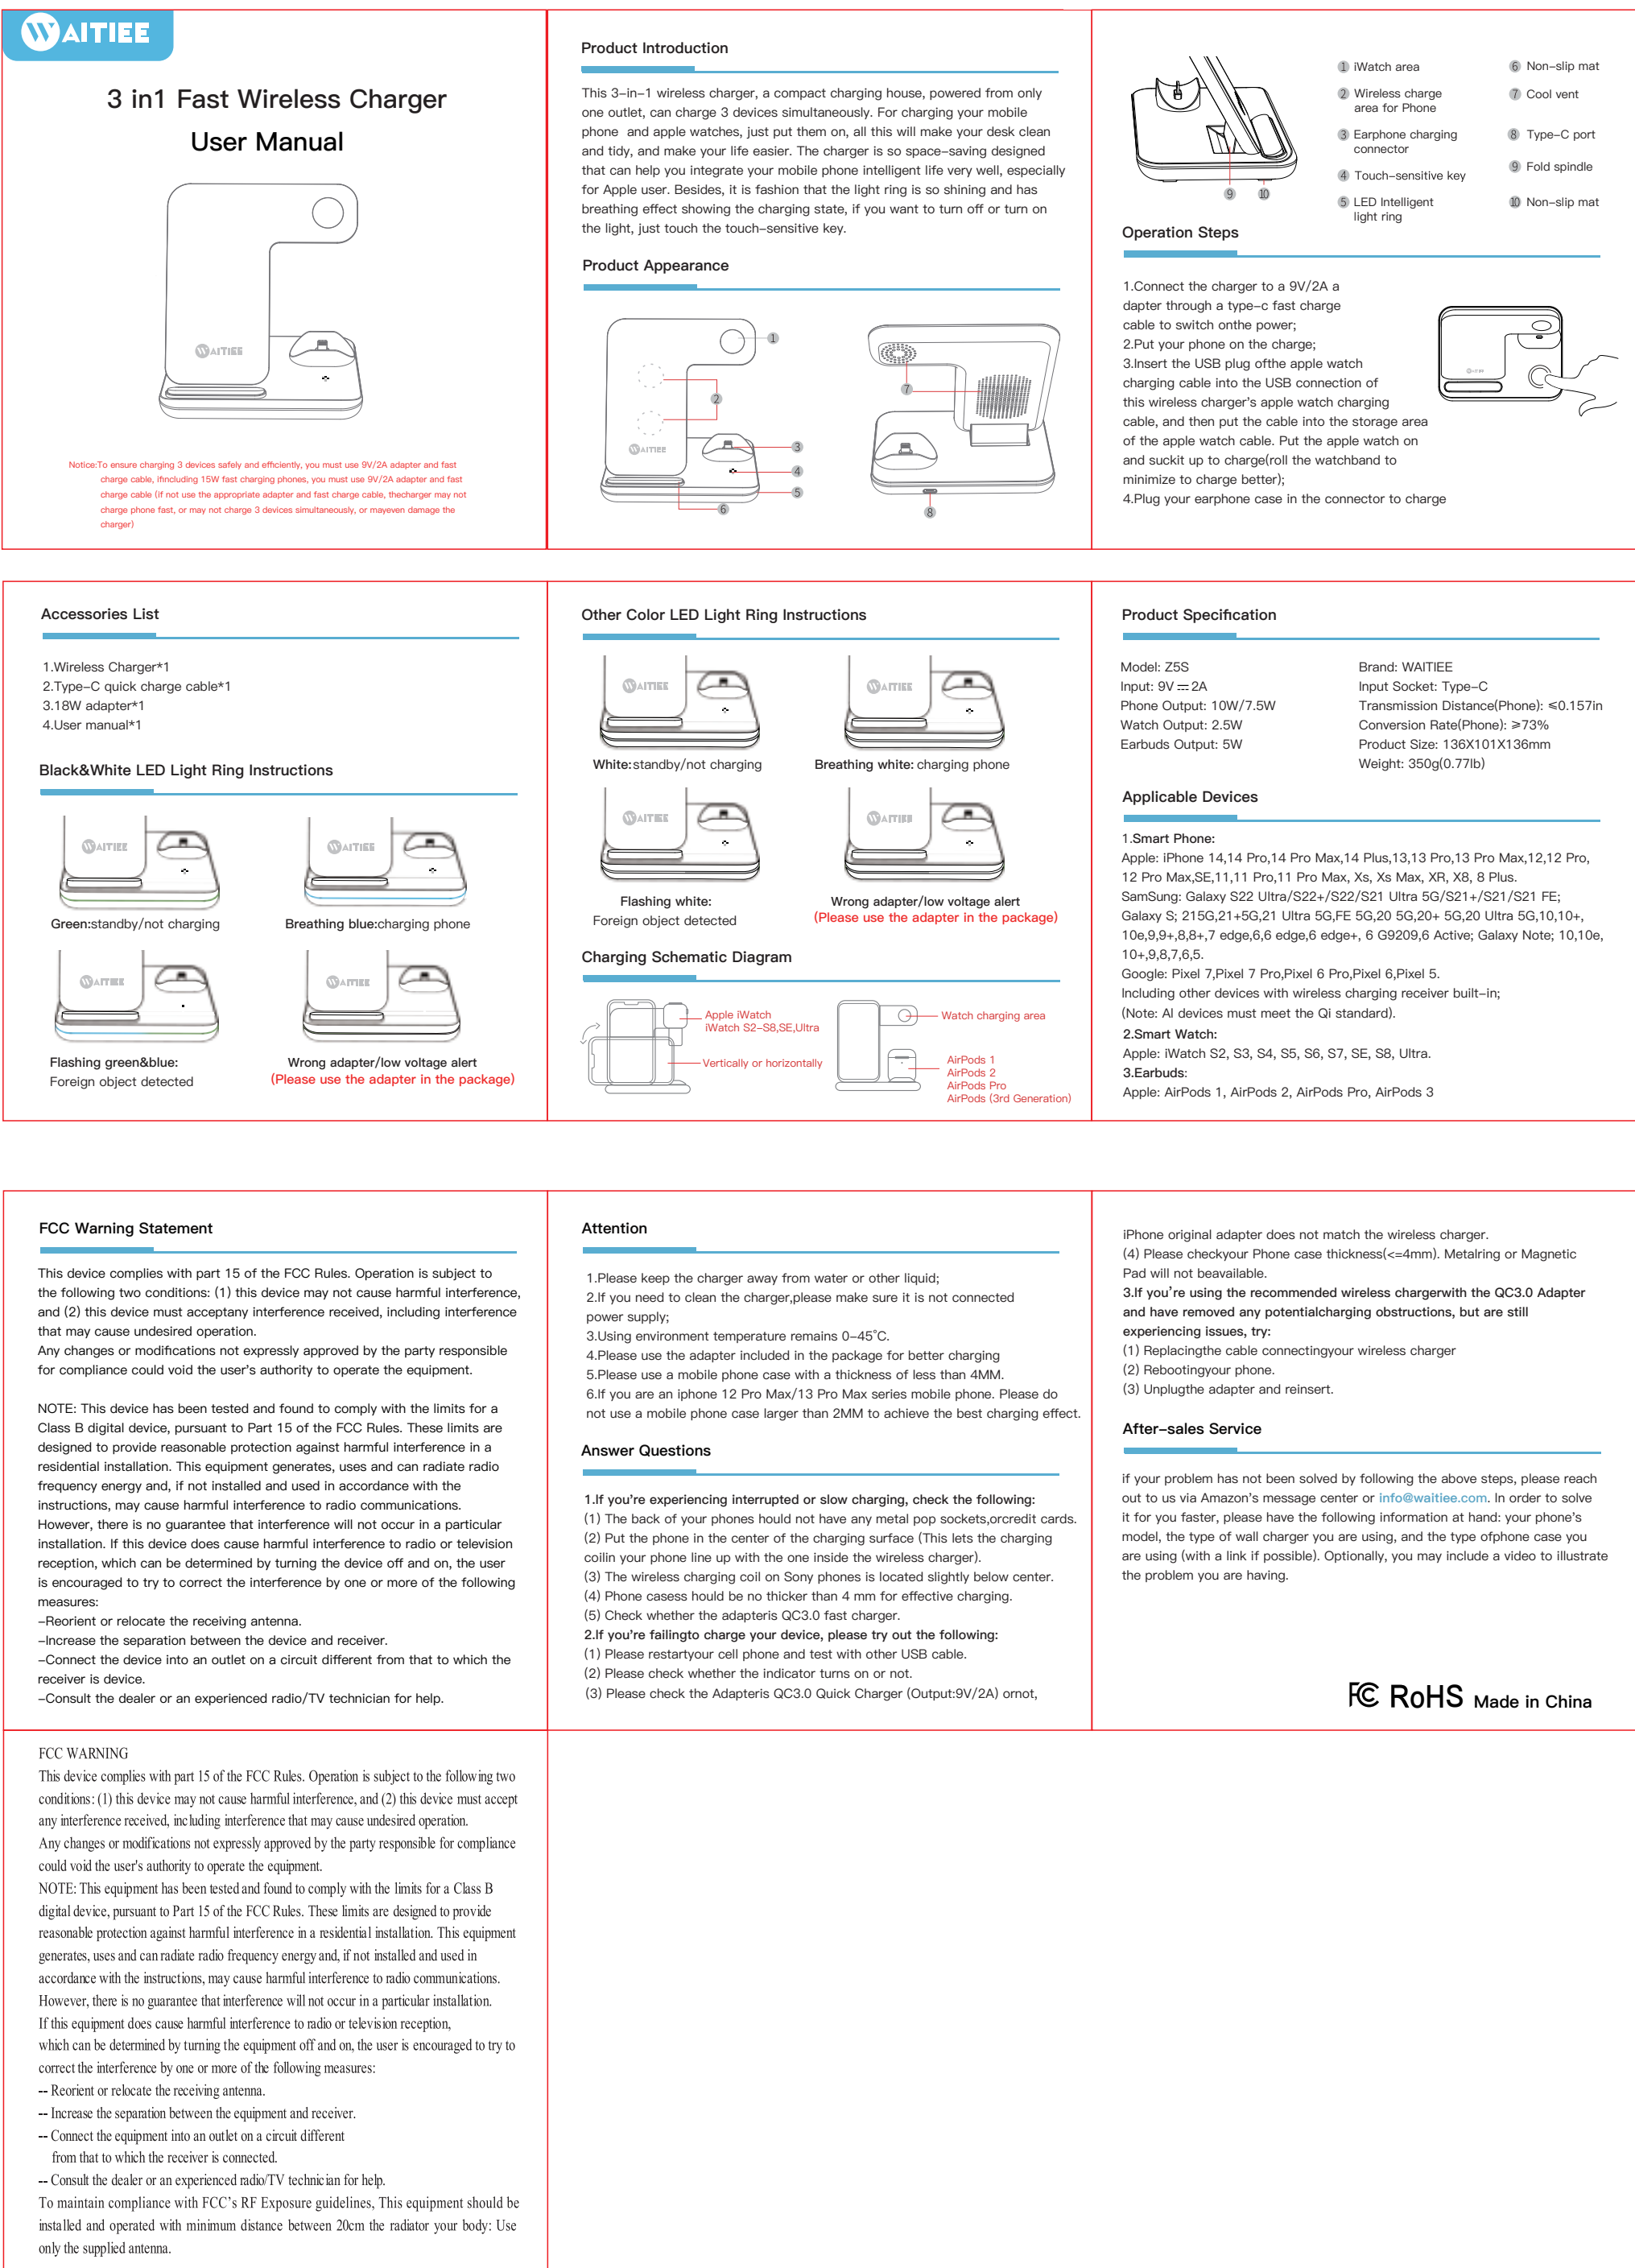 WAITIEE
3 in1 Fast Wireless Charger
User Manual
WAITIEE
Notice:To ensure charging 3 devices safely and efficiently, you must use 9V/2A adapter and fast
charge cable, ifincluding 15W fast charging phones, you must use 9V/2A adapter and fast
charge cable (if not use the appropriate adapter and fast charge cable, thecharger may not
charge phone fast, or may not charge 3 devices simultaneously, or mayeven damage the
charger)
Product Introduction
This 3-in-1 wireless charger, a compact charging house, powered from only
one outlet, can charge 3 devices simultaneously. For charging your mobile
phone and apple watches, just put them on, all this will make your desk clean
and tidy, and make your life easier. The charger is so space-saving designed
that can help you integrate your mobile phone intelligent life very well, especially
for Apple user. Besides, it is fashion that the light ring is so shining and has
breathing effect showing the charging state, if you want to turn off or turn on
the light, just touch the touch-sensitive key.
Product Appearance
1
2
WAITIEE
3
4
5
6
7
8
9
10
1 iWatch area
2 Wireless charge
area for Phone
3 Earphone charging
connector
4 Touch-sensitive key
5 LED Intelligent
light ring
6 Non-slip mat
7 Cool vent
8 Type-C port
9 Fold spindle
10 Non-slip mat
Operation Steps
1.Connect the charger to a 9V/2A a
dapter through a type-c fast charge
cable to switch onthe power;
2.Put your phone on the charge;
3.Insert the USB plug ofthe apple watch
charging cable into the USB connection of
this wireless charger's apple watch charging
cable, and then put the cable into the storage area
of the apple watch cable. Put the apple watch on
and suckit up to charge(roll the watchband to
minimize to charge better);
4.Plug your earphone case in the connector to charge
Accessories List
1.Wireless Charger*1
2.Type-C quick charge cable*1
3.18W adapter*1
4.User manual*1
Black&White LED Light Ring Instructions
WAITIEE
WAITIEE
Green:standby/not charging
Breathing blue:charging phone
WAITIEE
WAITIEE
Flashing green&blue:
Foreign object detected
Wrong adapter/low voltage alert
(Please use the adapter in the package)
Other Color LED Light Ring Instructions
WAITIEE
WAITIEE
White:standby/not charging
Breathing white: charging phone
WAITIEE
WAITIEE
Flashing white:
Foreign object detected
Wrong adapter/low voltage alert
(Please use the adapter in the package)
Charging Schematic Diagram
Apple iWatch
iWatch S2-S8,SE,Ultra
Vertically or horizontally
Watch charging area
AirPods 1
AirPods 2
AirPods Pro
AirPods (3rd Generation)
Product Specification
Model: Z5S
Input: 9V⎓2A
Phone Output: 10W/7.5W
Watch Output: 2.5W
Earbuds Output: 5W
Brand: WAITIEE
Input Socket: Type-C
Transmission Distance(Phone): ≤0.157in
Conversion Rate(Phone): ≥73%
Product Size: 136X101X136mm
Weight: 350g(0.77lb)
Applicable Devices
1.Smart Phone:
Apple: iPhone 14,14 Pro,14 Pro Max,14 Plus,13,13 Pro,13 Pro Max,12,12 Pro,
12 Pro Max,SE,11,11 Pro,11 Pro Max, Xs, Xs Max, XR, X8, 8 Plus.
SamSung: Galaxy S22 Ultra/S22+/S22/S21 Ultra 5G/S21+/S21/S21 FE;
Galaxy S; 215G,21+5G,21 Ultra 5G,FE 5G,20 5G,20+ 5G,20 Ultra 5G,10,10+,
10e,9,9+,8,8+,7 edge,6,6 edge,6 edge+, 6 G9209,6 Active; Galaxy Note; 10,10e,
10+,9,8,7,6,5.
Google: Pixel 7,Pixel 7 Pro,Pixel 6 Pro,Pixel 6,Pixel 5.
Including other devices with wireless charging receiver built-in;
(Note: Al devices must meet the Qi standard).
2.Smart Watch:
Apple: iWatch S2, S3, S4, S5, S6, S7, SE, S8, Ultra.
3.Earbuds:
Apple: AirPods 1, AirPods 2, AirPods Pro, AirPods 3
FCC Warning Statement
This device complies with part 15 of the FCC Rules. Operation is subject to
the following two conditions: (1) this device may not cause harmful interference,
and (2) this device must acceptany interference received, including interference
that may cause undesired operation.
Any changes or modifications not expressly approved by the party responsible
for compliance could void the user's authority to operate the equipment.
NOTE: This device has been tested and found to comply with the limits for a
Class B digital device, pursuant to Part 15 of the FCC Rules. These limits are
designed to provide reasonable protection against harmful interference in a
residential installation. This equipment generates, uses and can radiate radio
frequency energy and, if not installed and used in accordance with the
instructions, may cause harmful interference to radio communications.
However, there is no guarantee that interference will not occur in a particular
installation. If this device does cause harmful interference to radio or television
reception, which can be determined by turning the device off and on, the user
is encouraged to try to correct the interference by one or more of the following
measures:
-Reorient or relocate the receiving antenna.
-Increase the separation between the device and receiver.
-Connect the device into an outlet on a circuit different from that to which the
receiver is device.
-Consult the dealer or an experienced radio/TV technician for help.
Attention
1.Please keep the charger away from water or other liquid;
2.If you need to clean the charger,please make sure it is not connected
power supply;
3.Using environment temperature remains 0-45°C.
4.Please use the adapter included in the package for better charging
5.Please use a mobile phone case with a thickness of less than 4MM.
6.If you are an iphone 12 Pro Max/13 Pro Max series mobile phone. Please do
not use a mobile phone case larger than 2MM to achieve the best charging effect.
Answer Questions
1.If you're experiencing interrupted or slow charging, check the following:
(1) The back of your phones hould not have any metal pop sockets,orcredit cards.
(2) Put the phone in the center of the charging surface (This lets the charging
coilin your phone line up with the one inside the wireless charger).
(3) The wireless charging coil on Sony phones is located slightly below center.
(4) Phone casess hould be no thicker than 4 mm for effective charging.
(5) Check whether the adapteris QC3.0 fast charger.
2.If you're failingto charge your device, please try out the following:
(1) Please restartyour cell phone and test with other USB cable.
(2) Please check whether the indicator turns on or not.
(3) Please check the Adapteris QC3.0 Quick Charger (Output:9V/2A) ornot,
iPhone original adapter does not match the wireless charger.
(4) Please checkyour Phone case thickness(<=4mm). Metalring or Magnetic
Pad will not beavailable.
3.If you're using the recommended wireless chargerwith the QC3.0 Adapter
and have removed any potentialcharging obstructions, but are still
experiencing issues, try:
(1) Replacingthe cable connectingyour wireless charger
(2) Rebootingyour phone.
(3) Unplugthe adapter and reinsert.
After-sales Service
if your problem has not been solved by following the above steps, please reach
out to us via Amazon's message center or info@waitiee.com. In order to solve
it for you faster, please have the following information at hand: your phone's
model, the type of wall charger you are using, and the type ofphone case you
are using (with a link if possible). Optionally, you may include a video to illustrate
the problem you are having.
FC RoHS Made in China
FCC WARNING
This device complies with part 15 of the FCC Rules. Operation is subject to the following two
conditions: (1) this device may not cause harmful interference, and (2) this device must accept
any interference received, including interference that may cause undesired operation.
Any changes or modifications not expressly approved by the party responsible for compliance
could void the user's authority to operate the equipment.
NOTE: This equipment has been tested and found to comply with the limits for a Class B
digital device, pursuant to Part 15 of the FCC Rules. These limits are designed to provide
reasonable protection against harmful interference in a residential installation. This equipment
generates, uses and can radiate radio frequency energy and, if not installed and used in
accordance with the instructions, may cause harmful interference to radio communications.
However, there is no guarantee that interference will not occur in a particular installation.
If this equipment does cause harmful interference to radio or television reception,
which can be determined by turning the equipment off and on, the user is encouraged to try to
correct the interference by one or more of the following measures:
-- Reorient or relocate the receiving antenna.
-- Increase the separation between the equipment and receiver.
-- Connect the equipment into an outlet on a circuit different
from that to which the receiver is connected.
-- Consult the dealer or an experienced radio/TV technician for help.
To maintain compliance with FCC's RF Exposure guidelines, This equipment should be
installed and operated with minimum distance between 20cm the radiator your body: Use
only the supplied antenna.